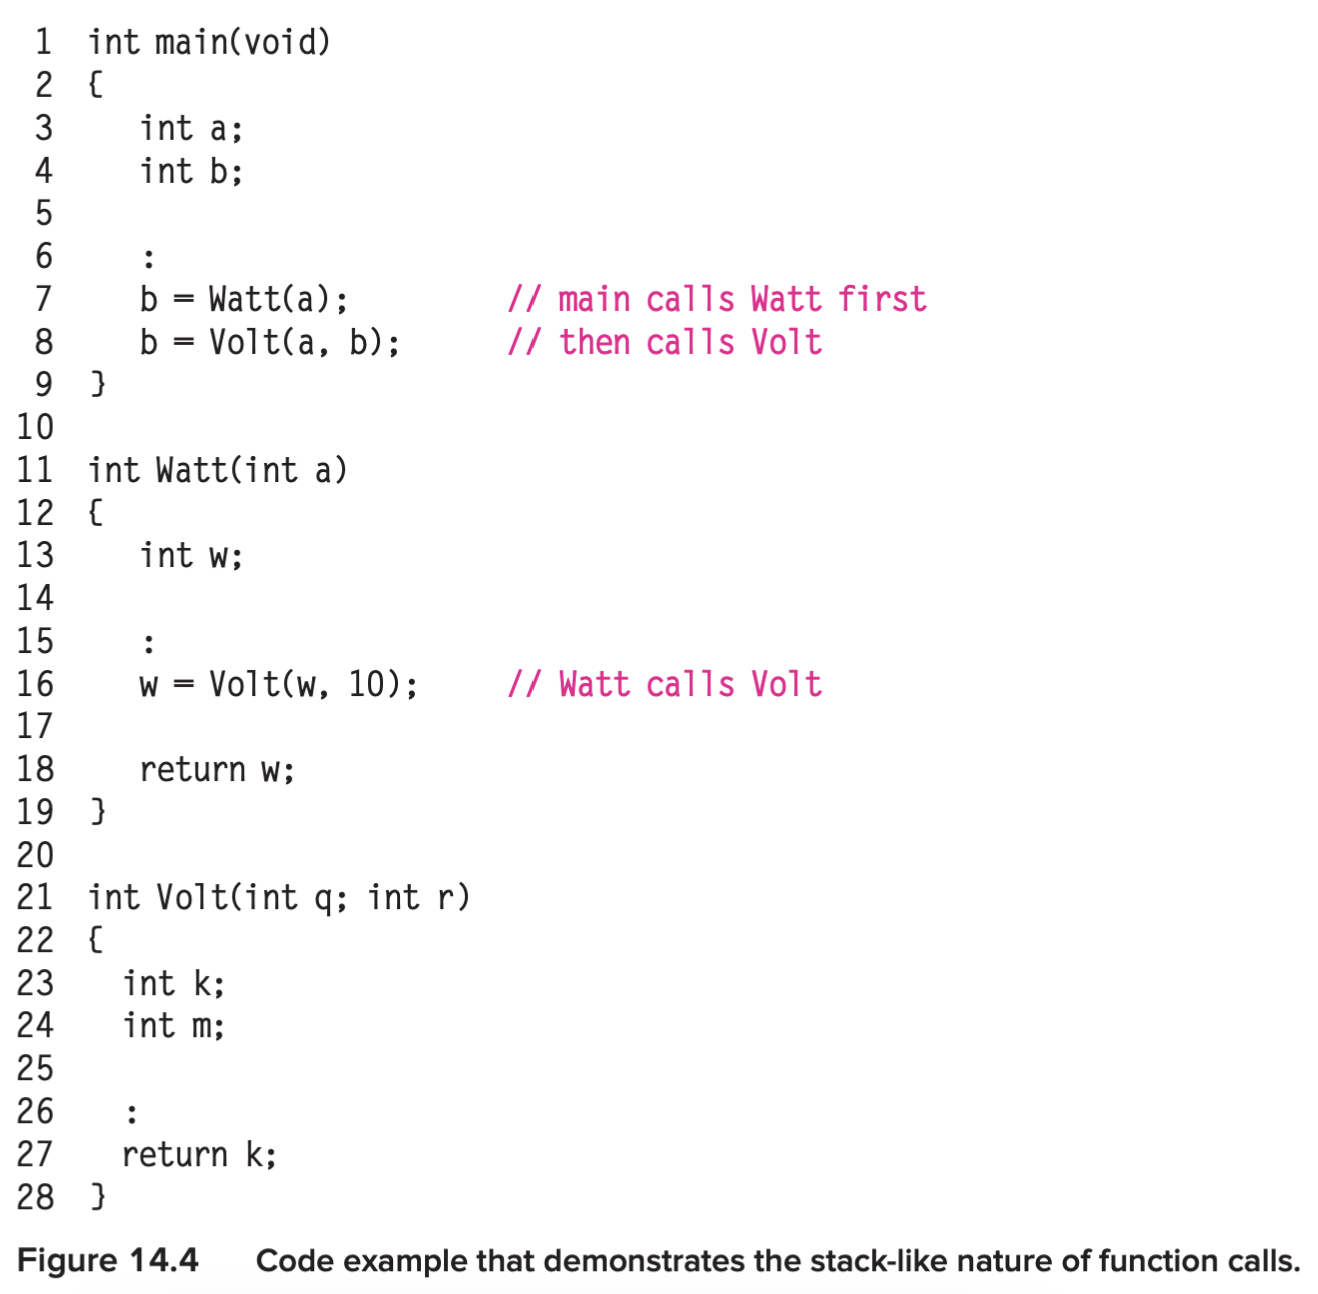 1 int main(void)
2 {
3 int a;
4 int b;
5
6 :
7 b = Watt(a); // main calls Watt first
8 b = Volt(a, b); // then calls Volt
9 }
10
11 int Watt(int a)
12 {
13 int w;
14
15 :
16 w = Volt(w, 10); // Watt calls Volt
17
18 return w;
19 }
20
21 int Volt(int q; int r)
22 {
23 int k;
24 int m;
25
26 :
27 return k;
28 }
Figure 14.4 Code example that demonstrates the stack-like nature of function calls.